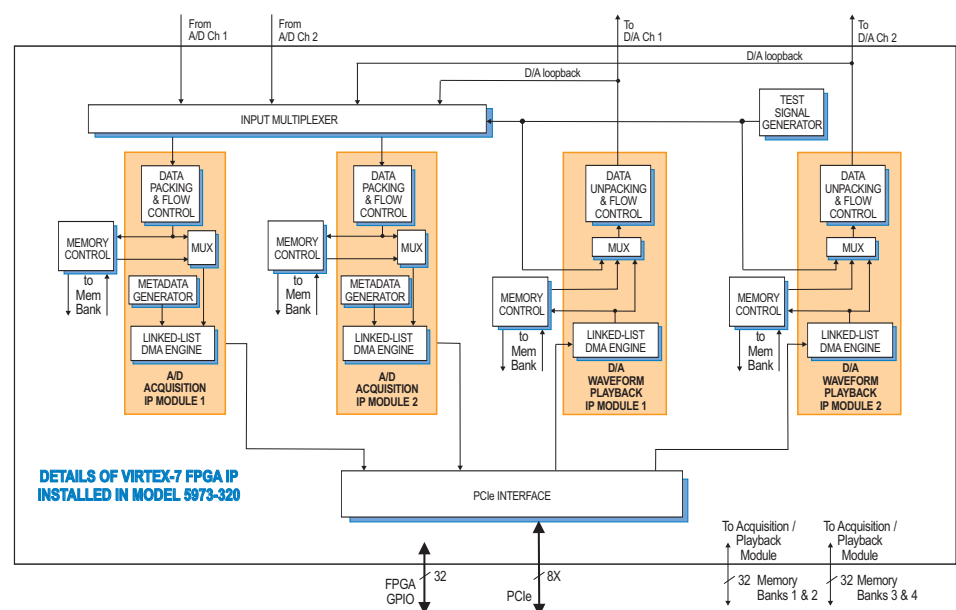 From
A/D Ch 1
From
A/D Ch 2
To
D/A Ch 1
To
D/A Ch 2
D/A loopback
D/A loopback
INPUT MULTIPLEXER
TEST
SIGNAL
GENERATOR
DATA
PACKING
& FLOW
CONTROL
MEMORY
CONTROL
MUX
to
Mem
Bank
METADATA
GENERATOR
LINKED-LIST
DMA ENGINE
A/D
ACQUISITION
IP MODULE 1
DATA
PACKING
& FLOW
CONTROL
MEMORY
CONTROL
MUX
to
Mem
Bank
METADATA
GENERATOR
LINKED-LIST
DMA ENGINE
A/D
ACQUISITION
IP MODULE 2
DATA
UNPACKING
& FLOW
CONTROL
MUX
MEMORY
CONTROL
to
Mem
Bank
LINKED-LIST
DMA ENGINE
D/A
WAVEFORM
PLAYBACK
IP MODULE 1
DATA
UNPACKING
& FLOW
CONTROL
MUX
MEMORY
CONTROL
to
Mem
Bank
LINKED-LIST
DMA ENGINE
D/A
WAVEFORM
PLAYBACK
IP MODULE 2
DETAILS OF VIRTEX-7 FPGA IP
INSTALLED IN MODEL 5973-320
PCIe INTERFACE
32
FPGA
GPIO
8X
PCIe
To Acquisition /
Playback
Module
32 Memory
Banks 1 & 2
To Acquisition /
Playback
Module
32 Memory
Banks 3 & 4